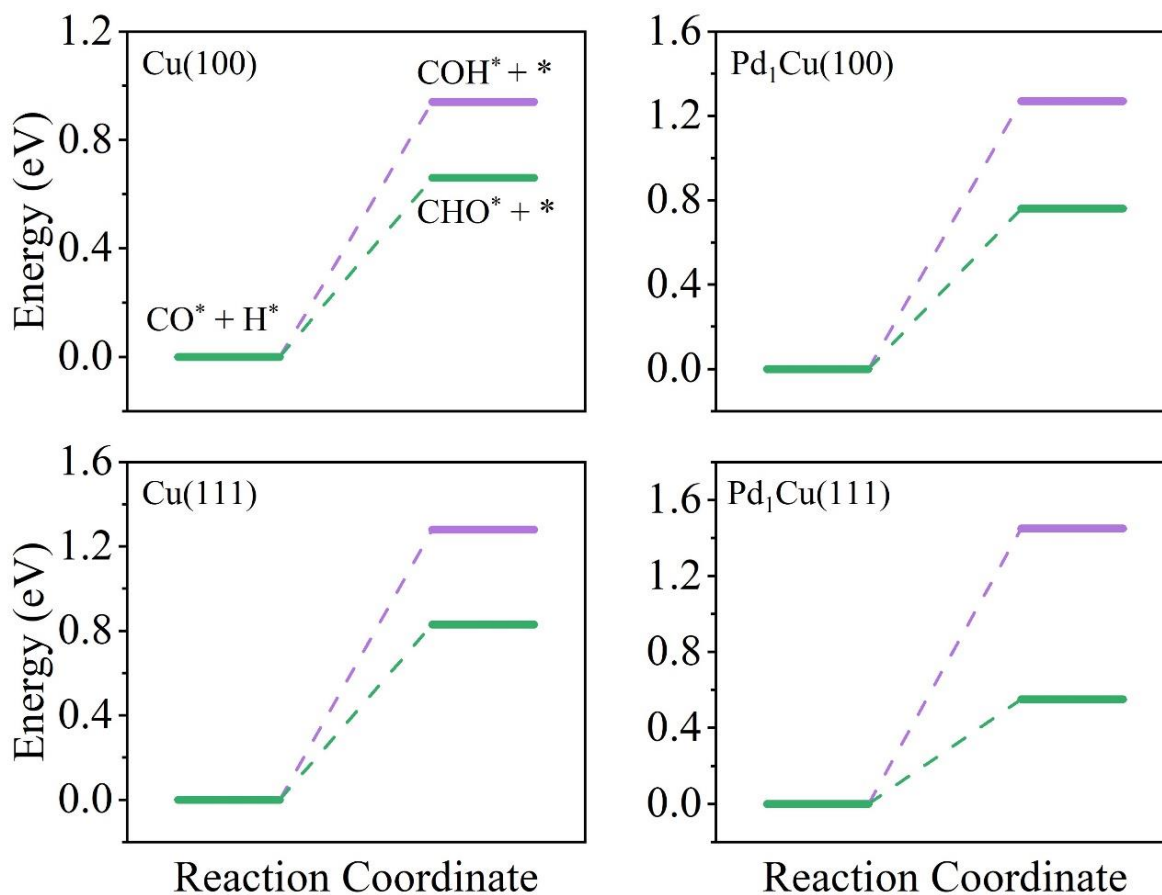 Cu(100)
COH* + *
CHO* + *
CO* + H*
Energy (eV)
1.2
0.8
0.4
0.0
Pd₁Cu(100)
1.6
1.2
0.8
0.4
0.0
Cu(111)
Energy (eV)
1.6
1.2
0.8
0.4
0.0
Reaction Coordinate
Pd₁Cu(111)
1.6
1.2
0.8
0.4
0.0
Reaction Coordinate